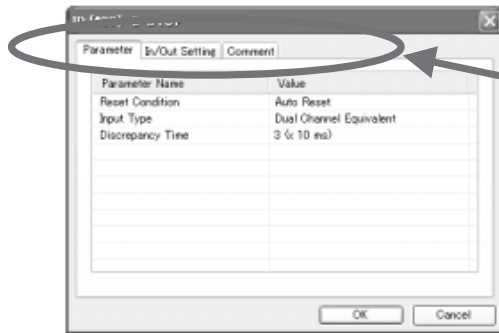 Parameter In/Out Setting Comment
Parameter Name Value
Reset Condition Auto Reset
Input Type Dual Channel Equivalent
Discrepancy Time 3 (x 10 ms)
OK Cancel